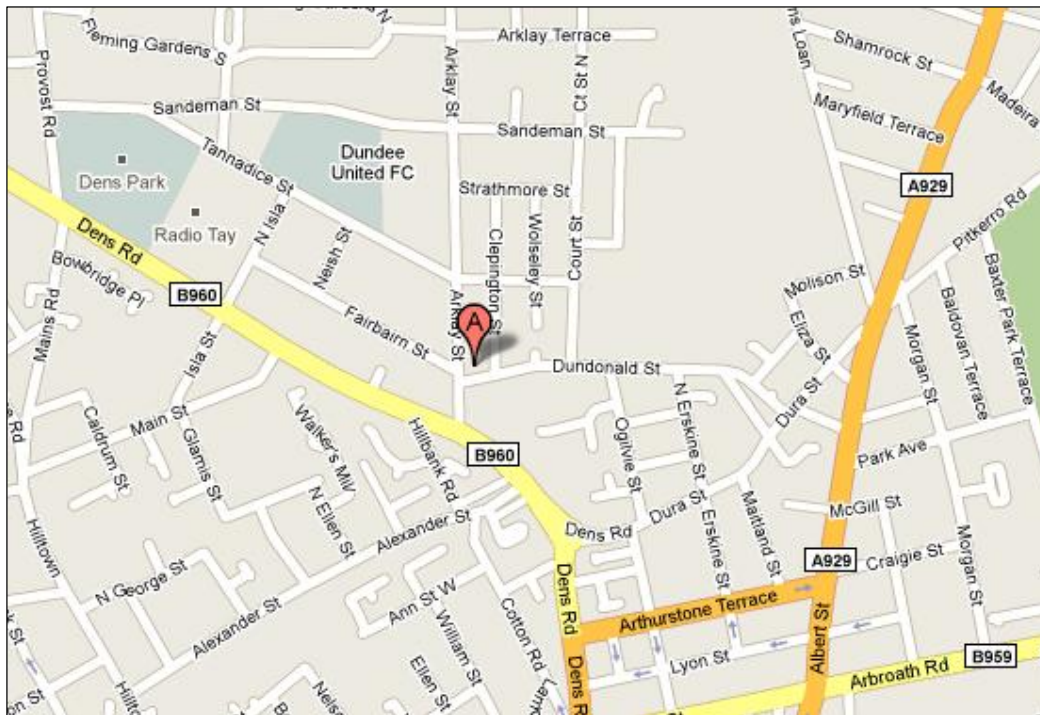 Fleming Gardens S
Arklay Terrace
Arklay St
Ct St N
Shamrock St
Madeira
Maryfield Terrace
Provost Rd
Sandeman St
Sandeman St
Tannadice St
Dundee
United FC
Dens Park
Radio Tay
Strathmore St
Court St
Wolseley St
Clepington St
A929
Pitkerro Rd
N Isla
Neish St
Dens Rd
Bowbridge Pl
B960
Mains Rd
Isla St
Fairbairn St
Arklay St
A
Molison St
Eliza St
Dura St
Morgan St
Baldovan Terrace
Baxter Park Terrace
Dundonald St
Main St
Caldrum St
Glamis St
Walker's Mill
Hillbank Rd
B960
Ogilvie St
N Erskine St
Park Ave
McGill St
Maitland St
Hilltown
N Ellen St
Alexander St
Dens Rd
Dura St
Erskine St
A929
Craigie St
Morgan St
N George St
Ann St W
Cotton Rd
Dens Rd
Arthurstone Terrace
Albert St
Alexander St
William St
Ellen St
Lyon St
Dens R
B959
Arbroath Rd